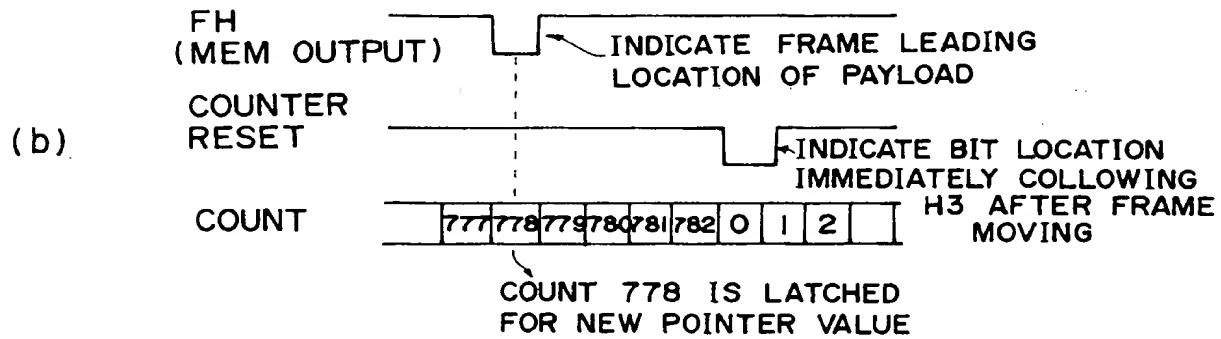 FH
(MEM OUTPUT)
INDICATE FRAME LEADING
LOCATION OF PAYLOAD
(b)
COUNTER
RESET
INDICATE BIT LOCATION
IMMEDIATELY COLLOWING
H3 AFTER FRAME
MOVING
COUNT
777 778 779 780 781 782 0 1 2
COUNT 778 IS LATCHED
FOR NEW POINTER VALUE